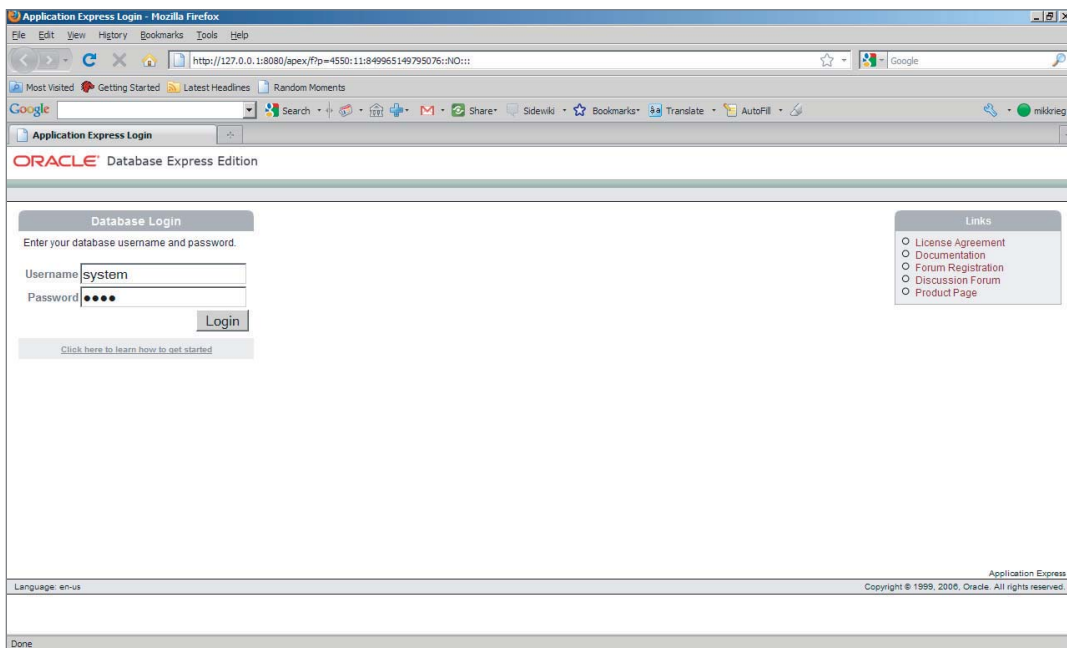 Application Express Login - Mozilla Firefox
File Edit View History Bookmarks Tools Help
http://127.0.0.1:8080/apex/f?p=4550:11:849965149795076::NO:::
Google
Most Visited Getting Started Latest Headlines Random Moments
Google Search Share Sidewiki Bookmarks Translate AutoFill mikkrieg
Application Express Login
ORACLE Database Express Edition
Database Login
Enter your database username and password.
Username system
Password ●●●●
Login
Click here to learn how to get started
Links
License Agreement
Documentation
Forum Registration
Discussion Forum
Product Page
Application Express
Language: en-us
Copyright © 1999, 2006, Oracle. All rights reserved.
Done